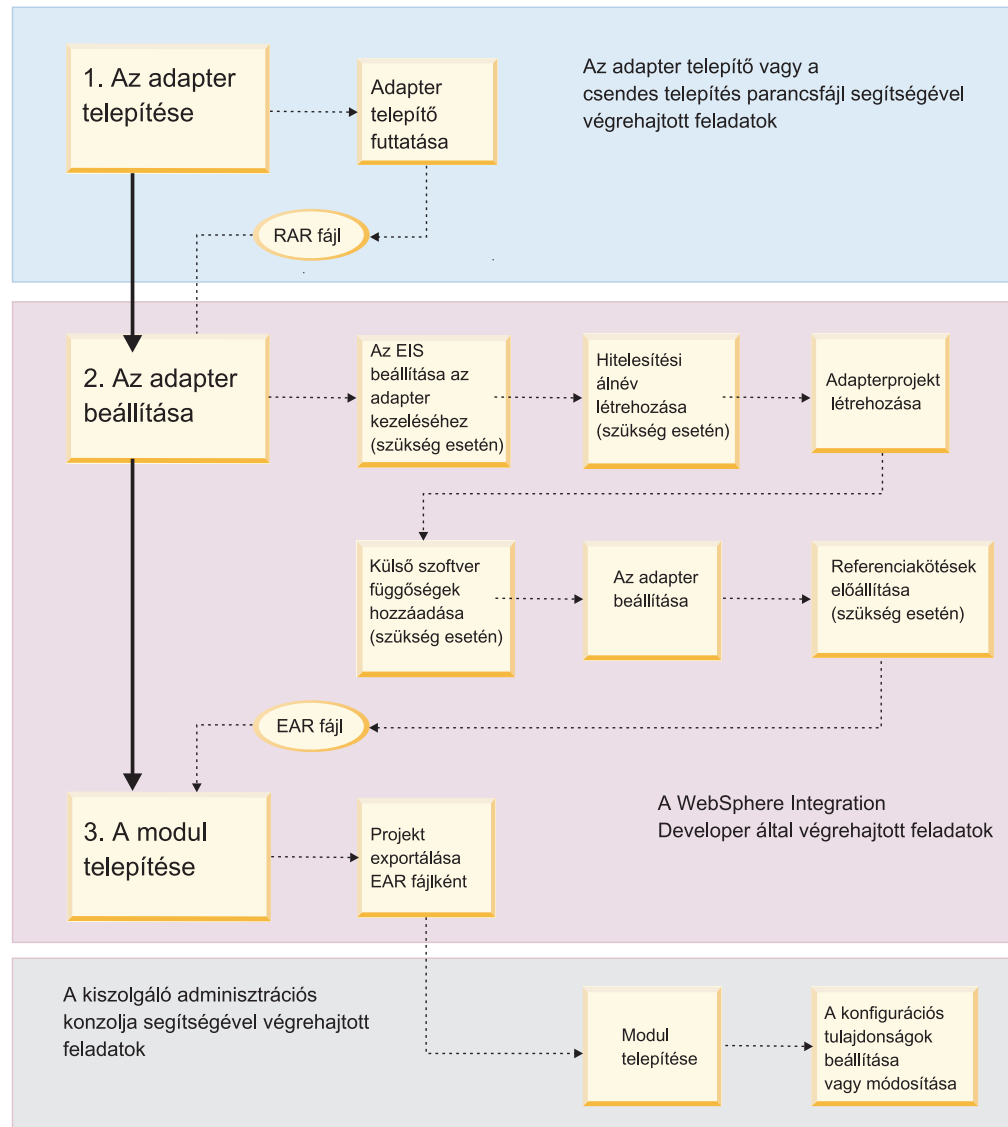 1. Az adapter
telepítése
Adapter
telepítő
futtatása
Az adapter telepítő vagy a
csendes telepítés parancsfájl segítségével
végrehajtott feladatok
RAR fájl
2. Az adapter
beállítása
Az EIS
beállítása az
adapter
kezeléséhez
(szükség esetén)
Hitelesítési
álnév
létrehozása
(szükség esetén)
Adapterprojekt
létrehozása
Külső szoftver
függőségek
hozzáadása
(szükség esetén)
Az adapter
beállítása
Referenciakötések
előállítása
(szükség esetén)
EAR fájl
3. A modul
telepítése
Projekt
exportálása
EAR fájlként
A WebSphere Integration
Developer által végrehajtott feladatok
A kiszolgáló adminisztrációs
konzolja segítségével végrehajtott
feladatok
Modul
telepítése
A konfigurációs
tulajdonságok
beállítása
vagy módosítása